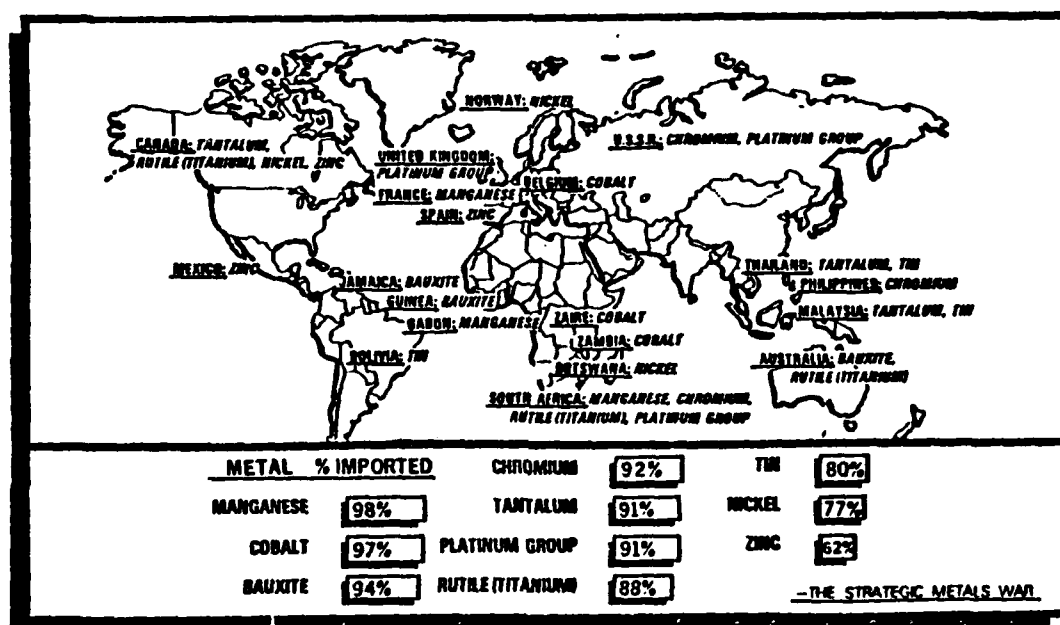 NORWAY: NICKEL
U.S.S.R: CHROMIUM, PLATINUM GROUP
CANADA: TANTALUM,
RUTILE (TITANIUM), NICKEL, ZINC
UNITED KINGDOM:
PLATINUM GROUP
BELGIUM: COBALT
FRANCE: MANGANESE
SPAIN: ZINC
MEXICO: ZINC
JAMAICA: BAUXITE
GUINEA: BAUXITE
GABON: MANGANESE
BOLIVIA: TIN
ZAIRE: COBALT
ZAMBIA: COBALT
BOTSWANA: NICKEL
SOUTH AFRICA: MANGANESE, CHROMIUM,
RUTILE (TITANIUM), PLATINUM GROUP
THAILAND: TANTALUM, TIN
PHILIPPINES: CHROMIUM
MALAYSIA: TANTALUM, TIN
AUSTRALIA: BAUXITE,
RUTILE (TITANIUM)
METAL % IMPORTED
MANGANESE 98%
COBALT 97%
BAUXITE 94%
CHROMIUM 92%
TANTALUM 91%
PLATINUM GROUP 91%
RUTILE (TITANIUM) 88%
TIN 80%
NICKEL 77%
ZINC 62%
-THE STRATEGIC METALS WAR